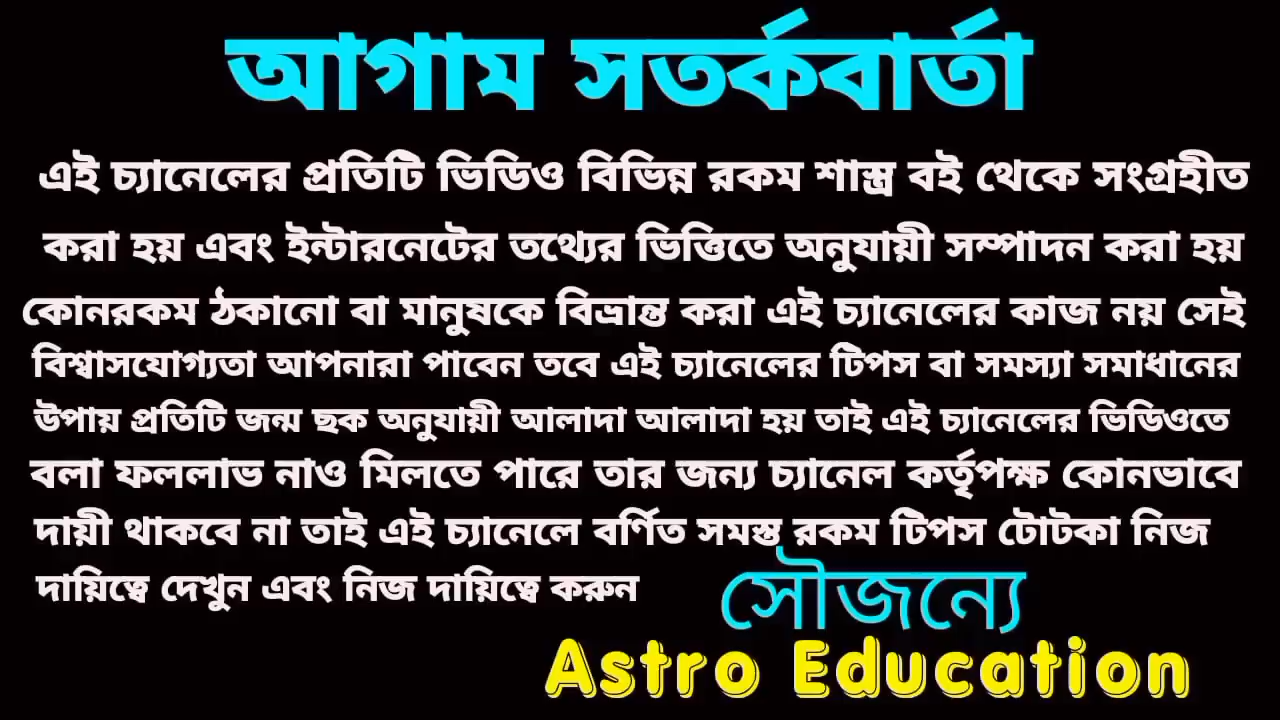 আগাম সতর্কবার্তা
এই চ্যানেলের প্রতিটি ভিডিও বিভিন্ন রকম শাস্ত্র বই থেকে সংগ্রহীত
করা হয় এবং ইন্টারনেটের তথ্যের ভিত্তিতে অনুযায়ী সম্পাদন করা হয়
কোনরকম ঠকানো বা মানুষকে বিভ্রান্ত করা এই চ্যানেলের কাজ নয় সেই
বিশ্বাসযোগ্যতা আপনারা পাবেন তবে এই চ্যানেলের টিপস বা সমস্যা সমাধানের
উপায় প্রতিটি জন্ম ছক অনুযায়ী আলাদা আলাদা হয় তাই এই চ্যানেলের ভিডিওতে
বলা ফললাভ নাও মিলতে পারে তার জন্য চ্যানেল কর্তৃপক্ষ কোনভাবে
দায়ী থাকবে না তাই এই চ্যানেলে বর্ণিত সমস্ত রকম টিপস টোটকা নিজ
দায়িত্বে দেখুন এবং নিজ দায়িত্বে করুন
সৌজন্যে
Astro Education